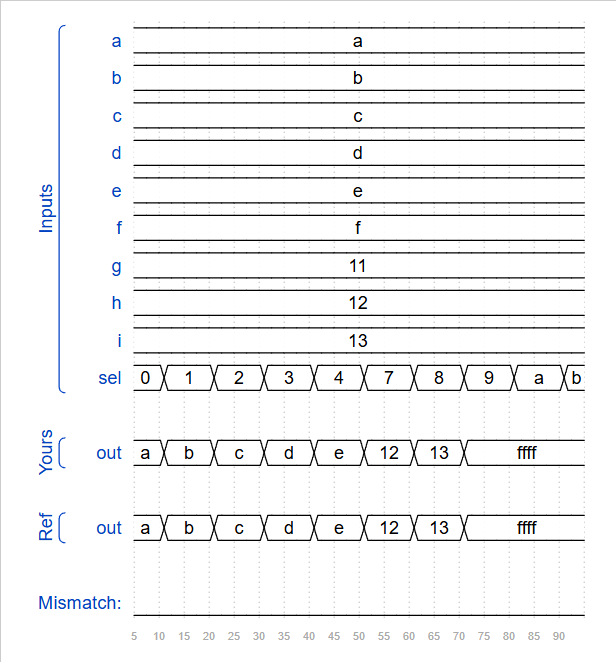 Inputs
a a
b b
c c
d d
e e
f f
g 11
h 12
i 13
sel 0 1 2 3 4 7 8 9 a b
Yours
out a b c d e 12 13 ffff
Ref
out a b c d e 12 13 ffff
Mismatch:
5 10 15 20 25 30 35 40 45 50 55 60 65 70 75 80 85 90